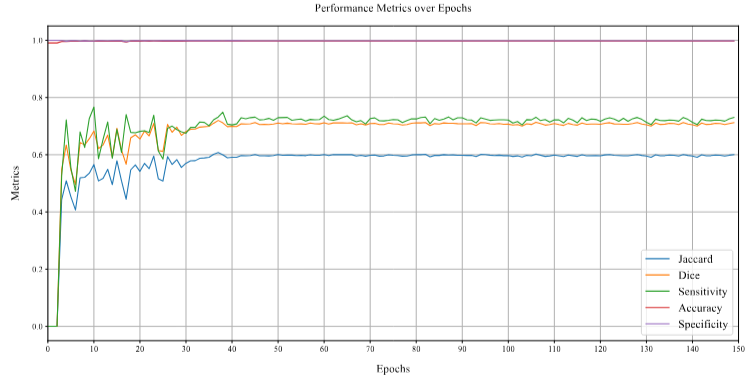 Performance Metrics over Epochs
1.0
0.8
0.6
0.4
0.2
0.0
Metrics
0 10 20 30 40 50 60 70 80 90 100 110 120 130 140 150
Epochs
Jaccard
Dice
Sensitivity
Accuracy
Specificity